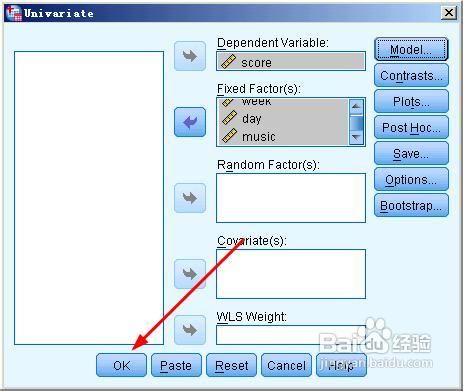 Univariate
Dependent Variable:
score
Fixed Factor(s):
week
day
music
Random Factor(s):
Covariate(s):
WLS Weight:
Model...
Contrasts...
Plots...
Post Hoc...
Save...
Options...
Bootstrap...
OK
Paste
Reset
Cancel
Help
Baidu 经验
jingyan.baidu.com